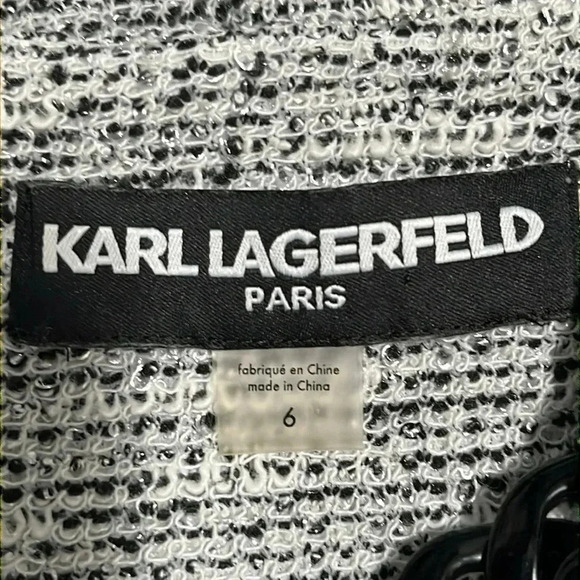 KARL LAGERFELD
PARIS
fabriqué en Chine
made in China
6